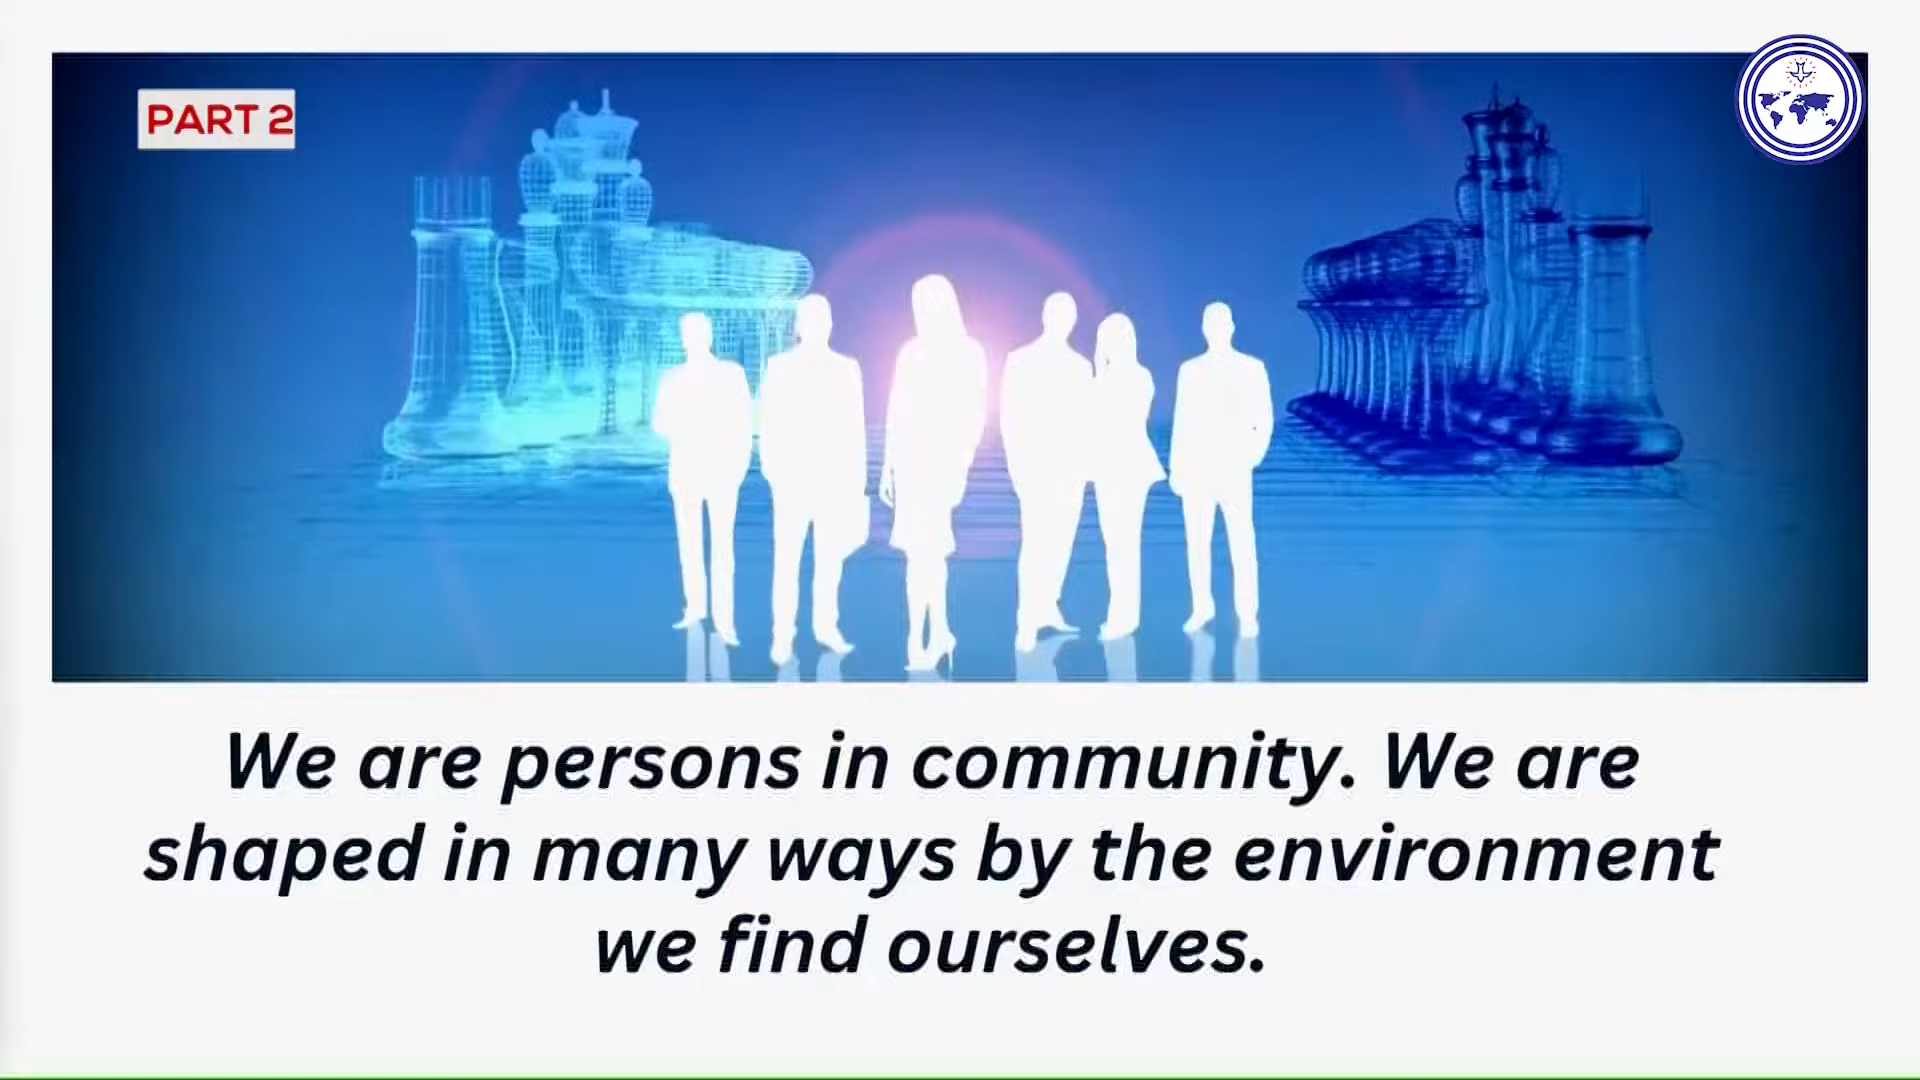 PART 2
We are persons in community. We are
shaped in many ways by the environment
we find ourselves.